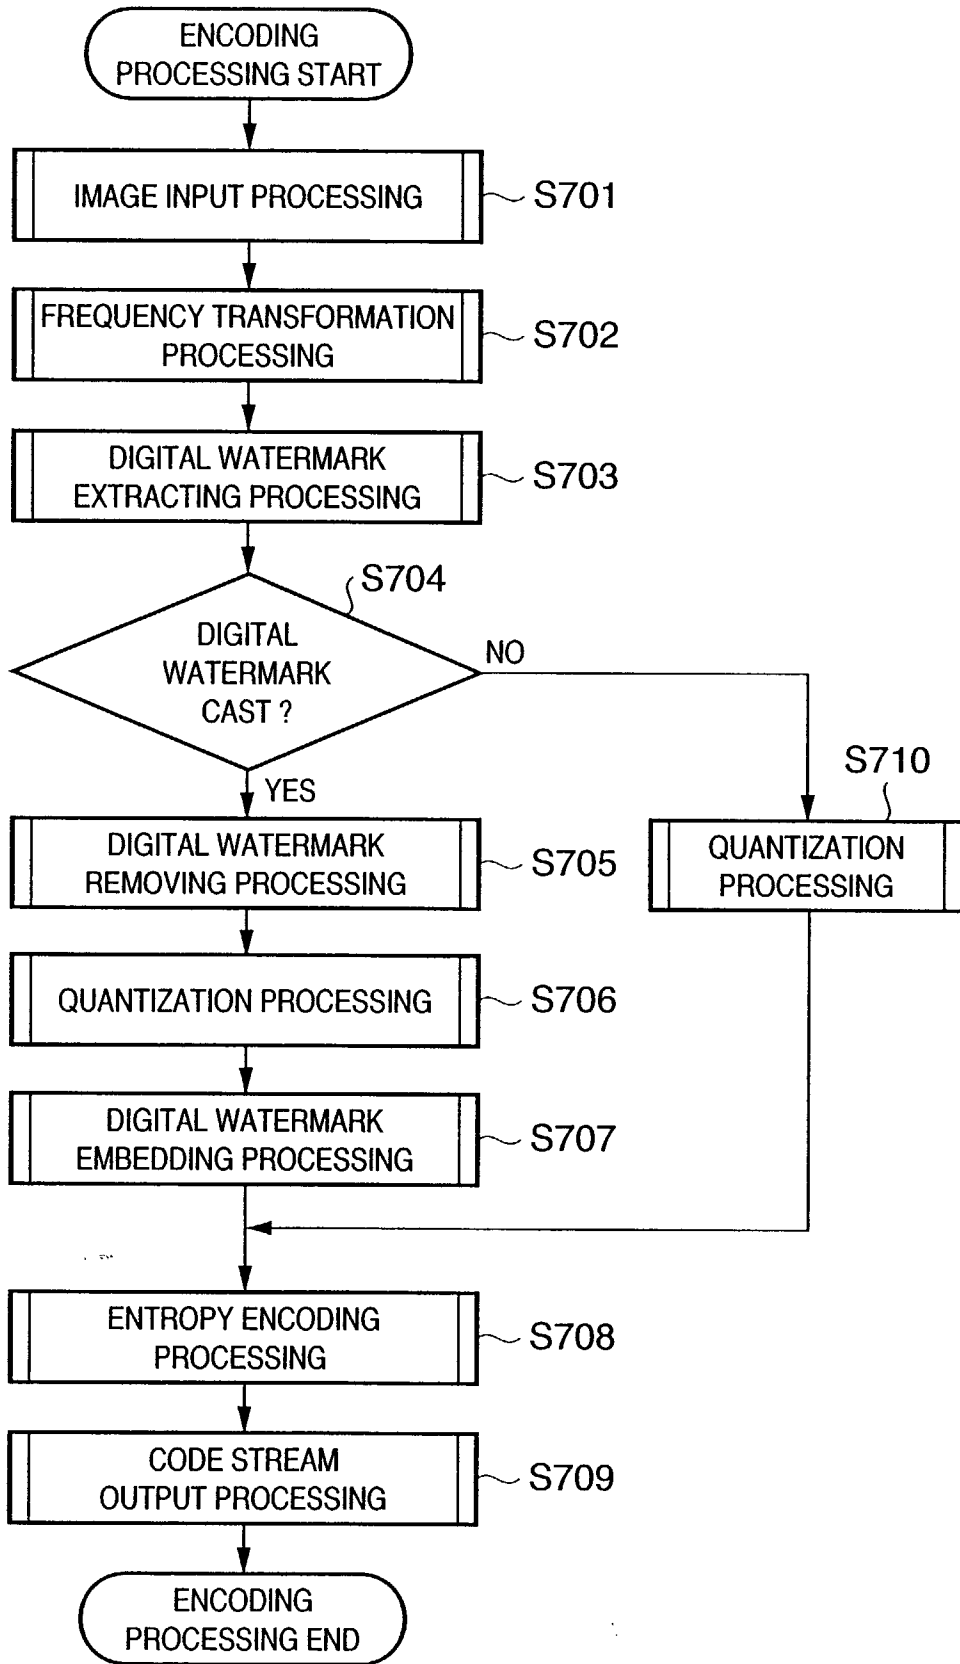 ENCODING
PROCESSING START
IMAGE INPUT PROCESSING
S701
FREQUENCY TRANSFORMATION
PROCESSING
S702
DIGITAL WATERMARK
EXTRACTING PROCESSING
S703
S704
DIGITAL
WATERMARK
CAST ?
NO
YES
S710
QUANTIZATION
PROCESSING
DIGITAL WATERMARK
REMOVING PROCESSING
S705
QUANTIZATION PROCESSING
S706
DIGITAL WATERMARK
EMBEDDING PROCESSING
S707
ENTROPY ENCODING
PROCESSING
S708
CODE STREAM
OUTPUT PROCESSING
S709
ENCODING
PROCESSING END